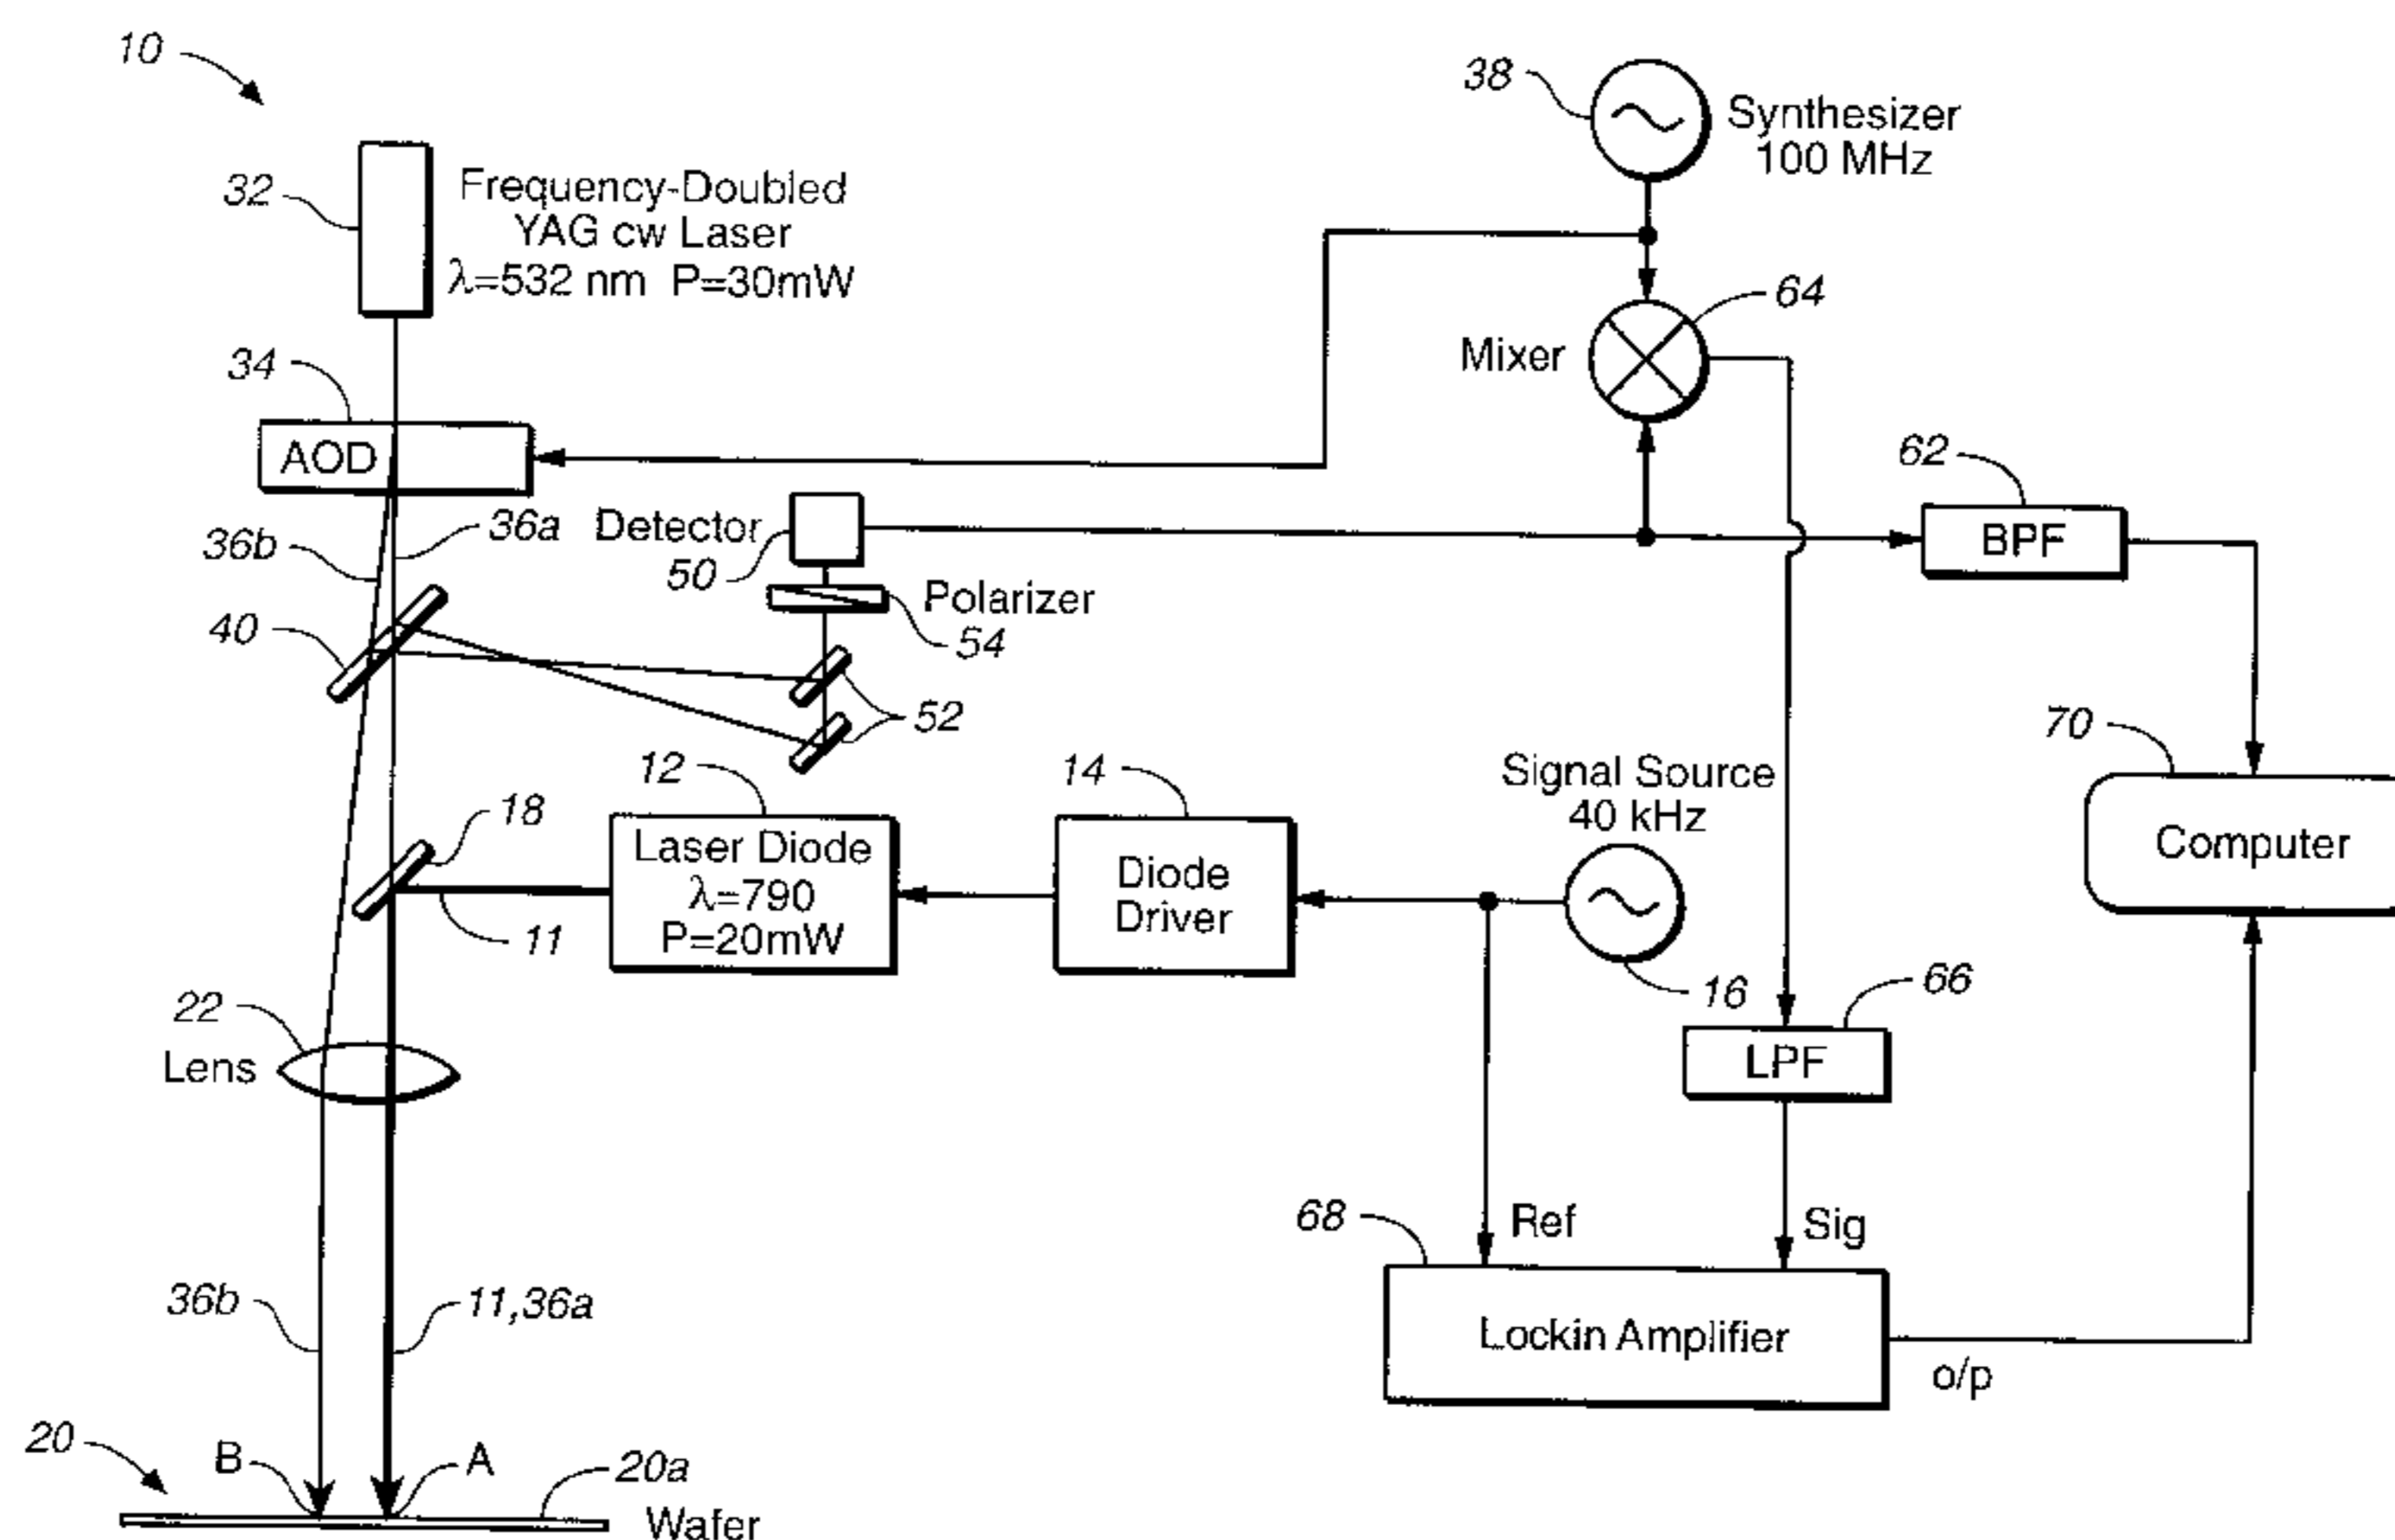 10
38
Synthesizer
100 MHz
32
Frequency-Doubled
YAG cw Laser
λ=532 nm P=30mW
64
Mixer
34
AOD
62
BPF
36b
36a
Detector
50
Polarizer
54
40
52
70
Computer
12
Laser Diode
λ=790
P=20mW
14
Diode
Driver
Signal Source
40 kHz
16
18
11
22
Lens
66
LPF
68
Ref
Sig
Lockin Amplifier
o/p
36b
11,36a
20
B
A
20a
Wafer